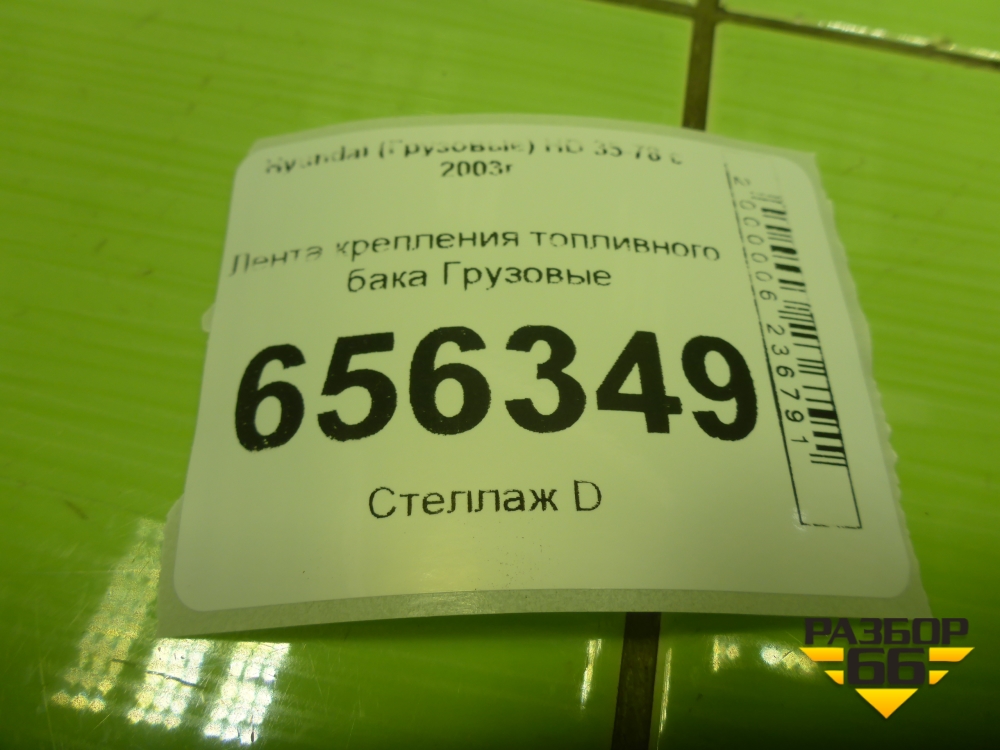 Hyundai (Грузовые) HD 35-78 с
2003г
Лента крепления топливного
бака Грузовые
656349
Стеллаж D
2000006236791
РАЗБОР
66